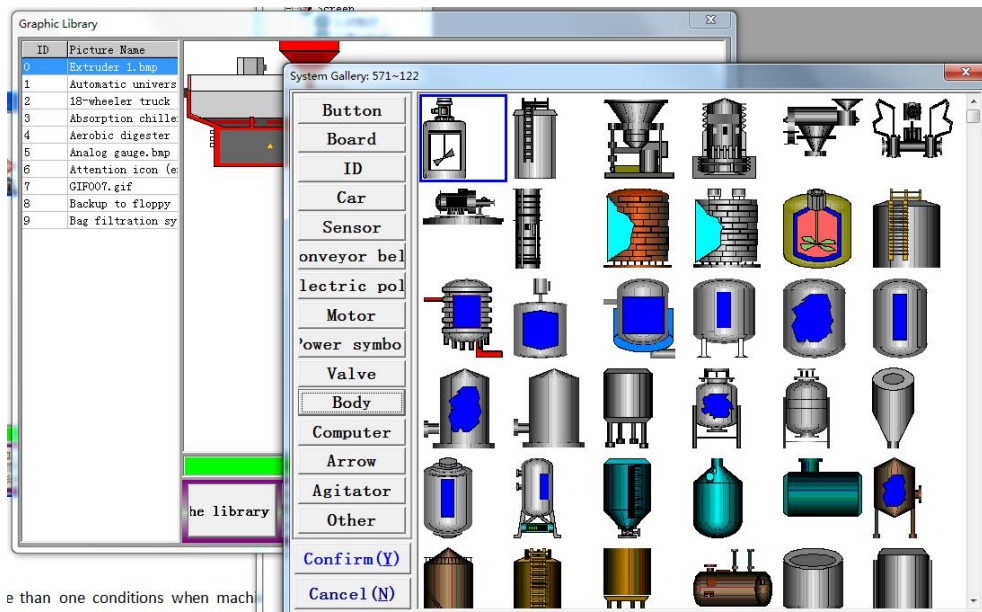 Screen
Graphic Library
ID Picture Name
0 Extruder 1.bmp
1 Automatic univers
2 18-wheeler truck
3 Absorption chille
4 Aerobic digester
5 Analog gauge.bmp
6 Attention icon (e
7 GIF007.gif
8 Backup to floppy
9 Bag filtration sy
he library
System Gallery: 571~122
Button
Board
ID
Car
Sensor
onveyor bel
lectric pol
Motor
ower symbo
Valve
Body
Computer
Arrow
Agitator
Other
Confirm(Y)
Cancel(N)
e than one conditions when machi